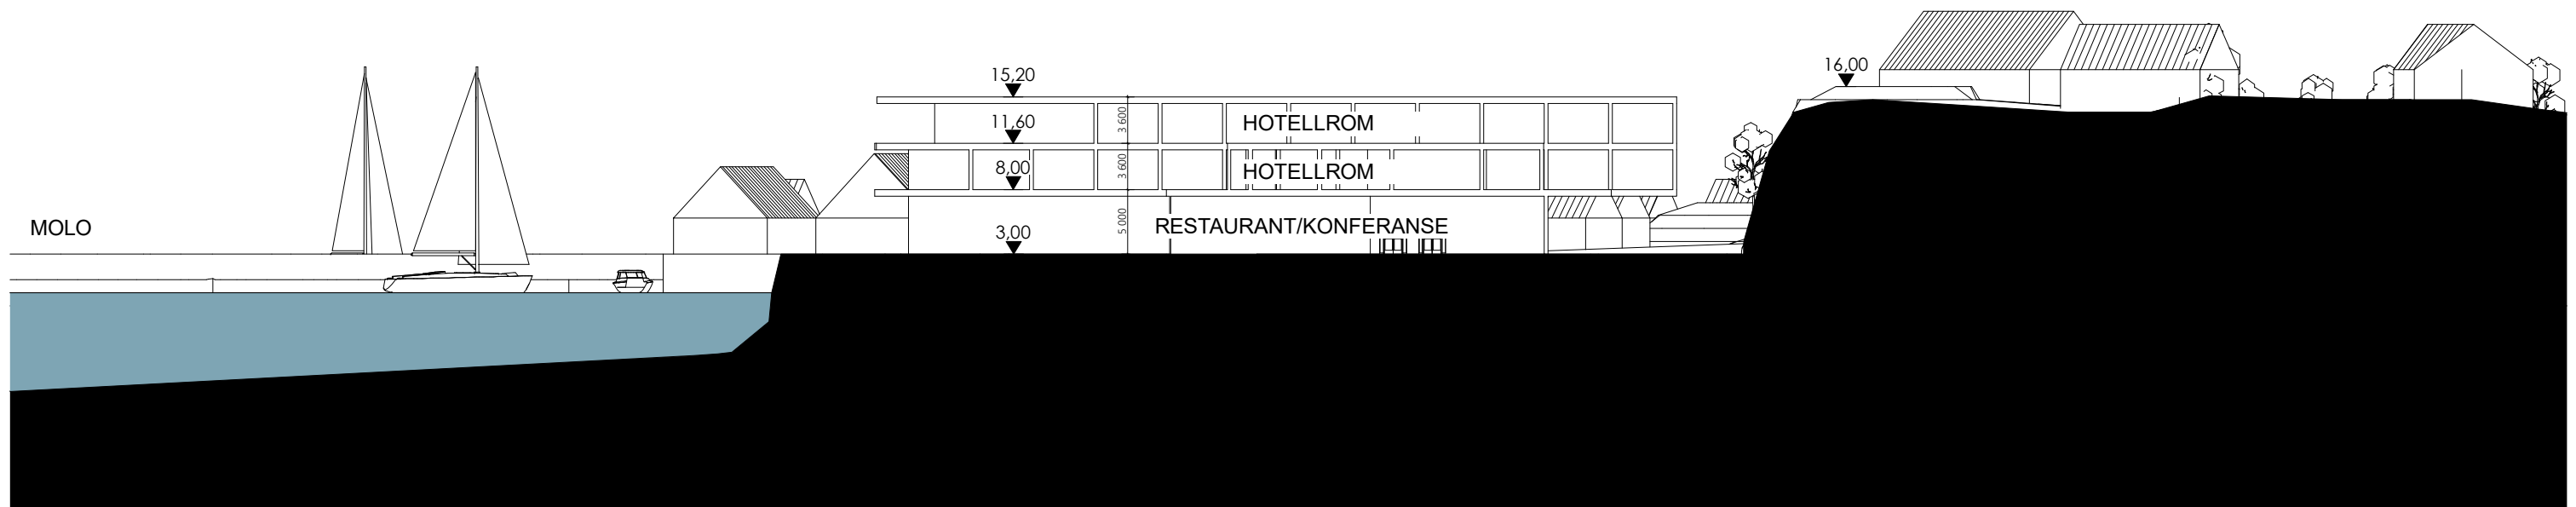 15,20
16,00
3 600
11,60
HOTELLROM
3 600
8,00
HOTELLROM
MOLO
5 000
3,00
RESTAURANT/KONFERANSE